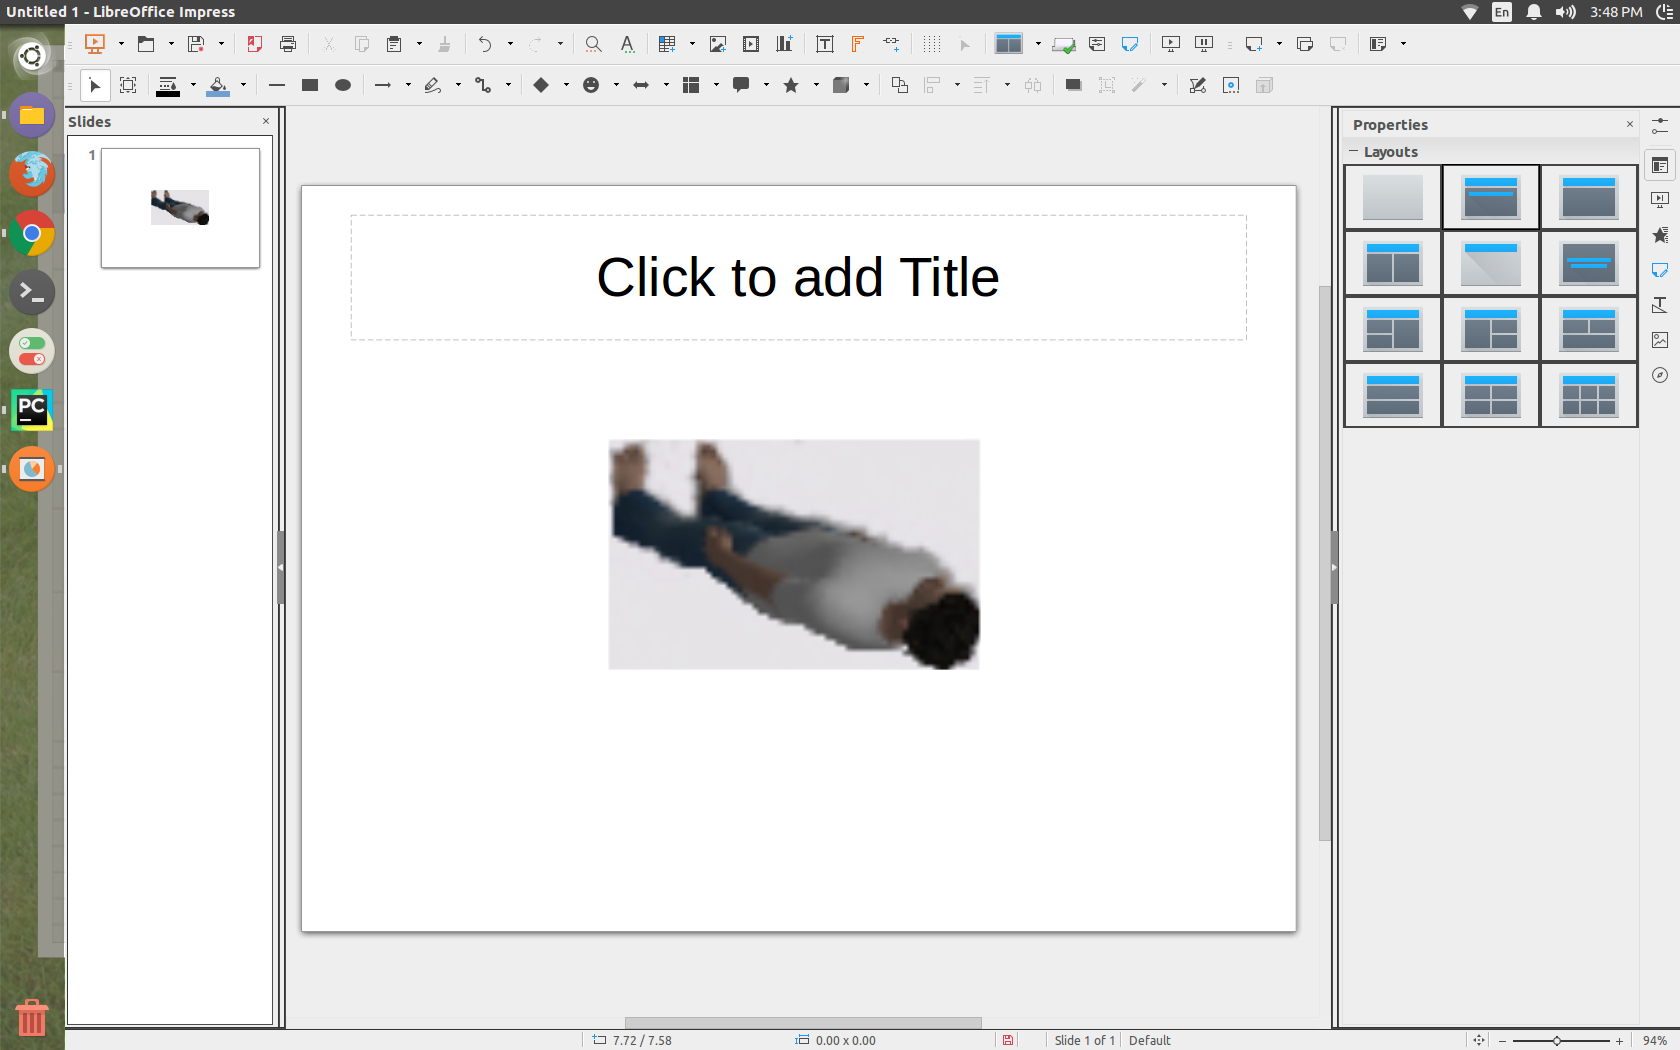 Untitled 1 - LibreOffice Impress
En
3:48 PM
Slides
1
Click to add Title
Properties
Layouts
PC
7.72 / 7.58
0.00 x 0.00
Slide 1 of 1
Default
94%